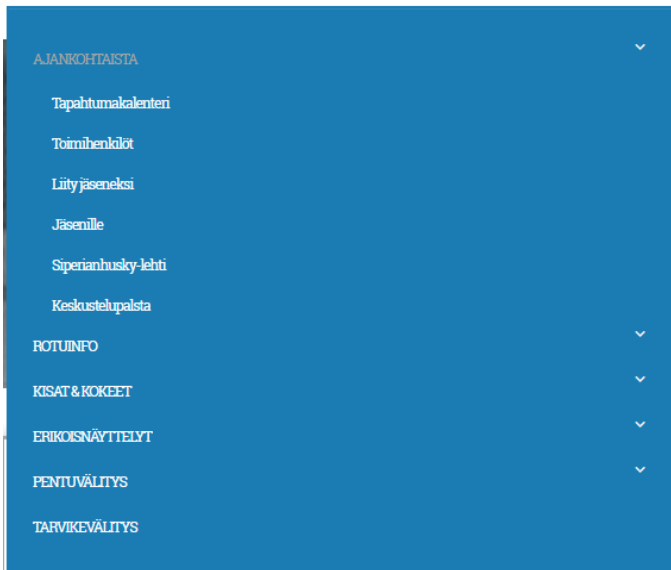 AJANKOHTAISTA
Tapahtumakalenteri
Toimihenkilöt
Liity jäseneksi
Jäsenille
Siperianhusky-lehti
Keskustelupalsta
ROTUINFO
KISAT & KOKEET
ERIKOISNÄYTTELYT
PENTUVÄLITYS
TARVIKEVÄLITYS